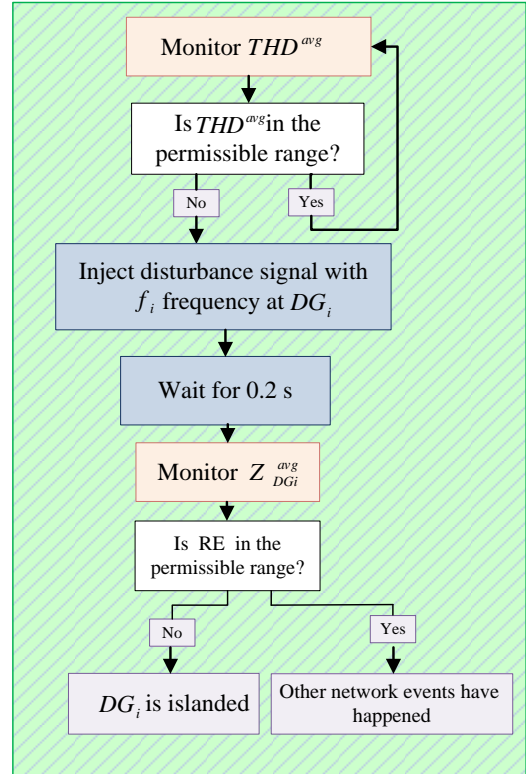 Monitor THD^avg
Is THD^avg in the
permissible range?
No
Yes
Inject disturbance signal with
f_i frequency at DG_i
Wait for 0.2 s
Monitor Z^avg_DGi
Is RE in the
permissible range?
No
Yes
DG_i is islanded
Other network events have
happened